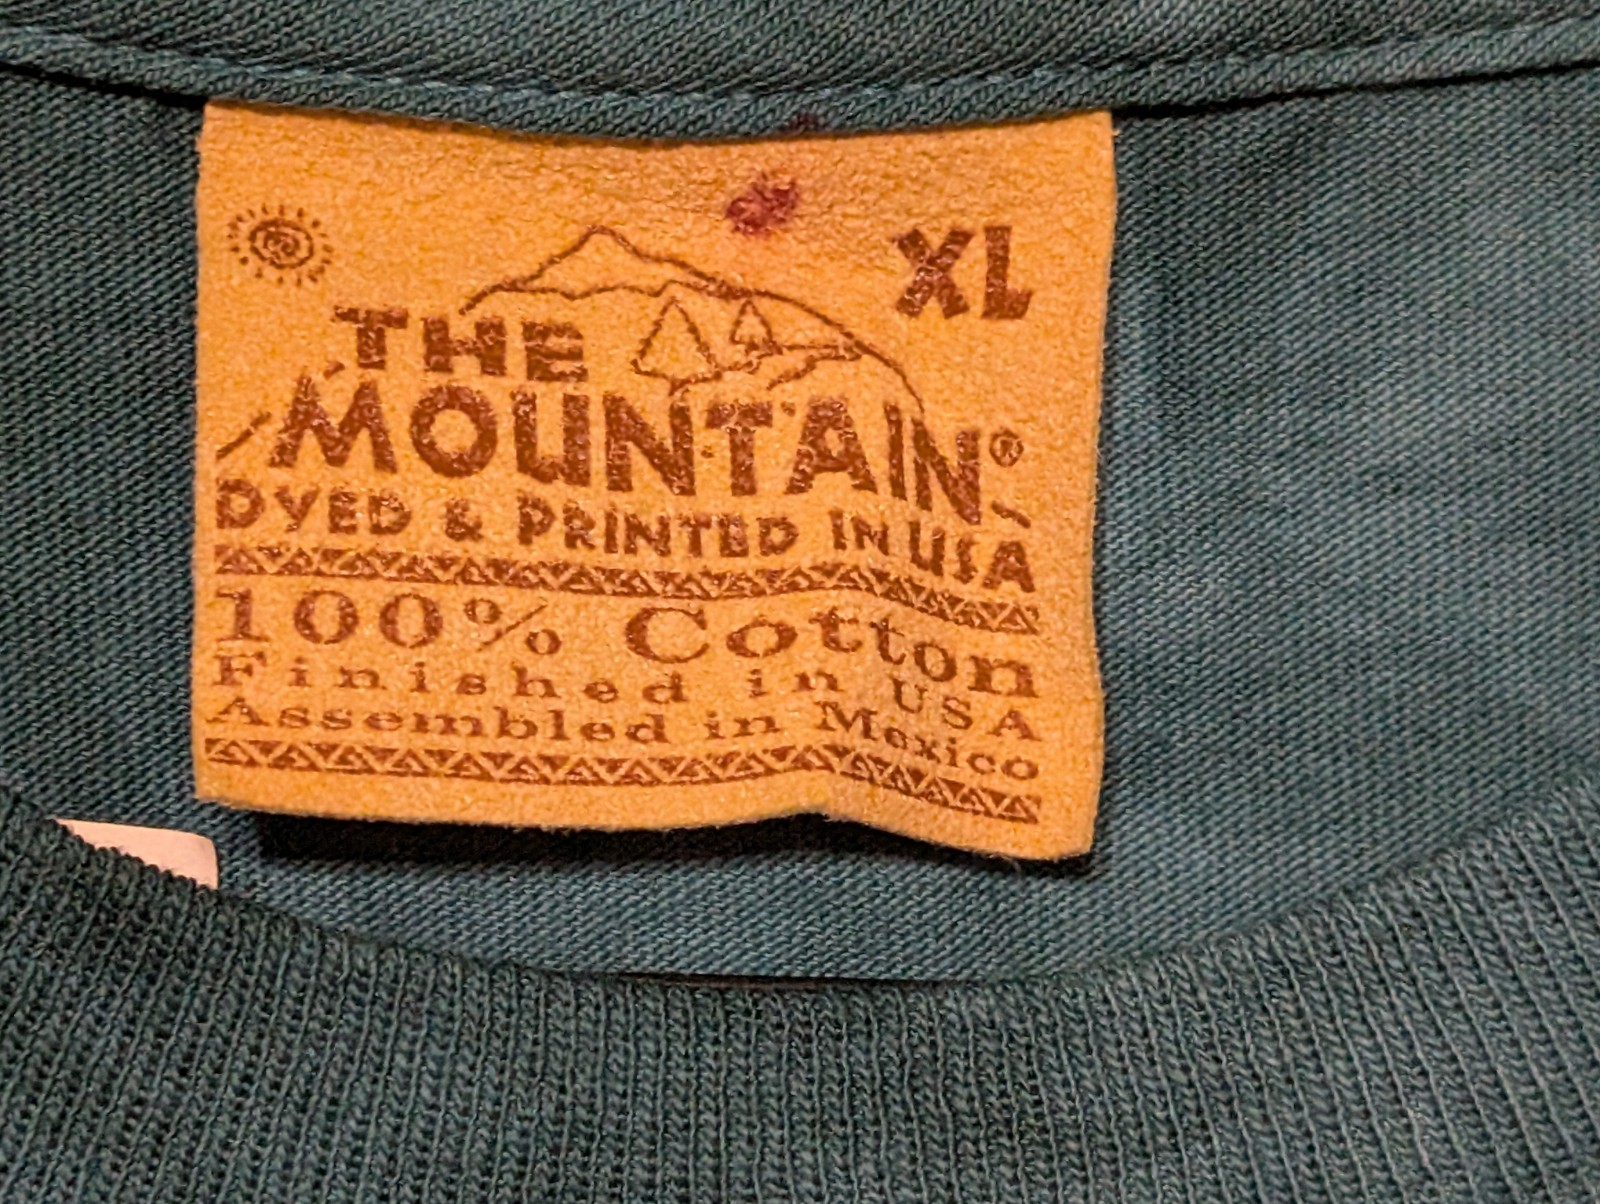 XL
THE
MOUNTAIN®
DYED & PRINTED IN USA
100% Cotton
Finished in USA
Assembled in Mexico